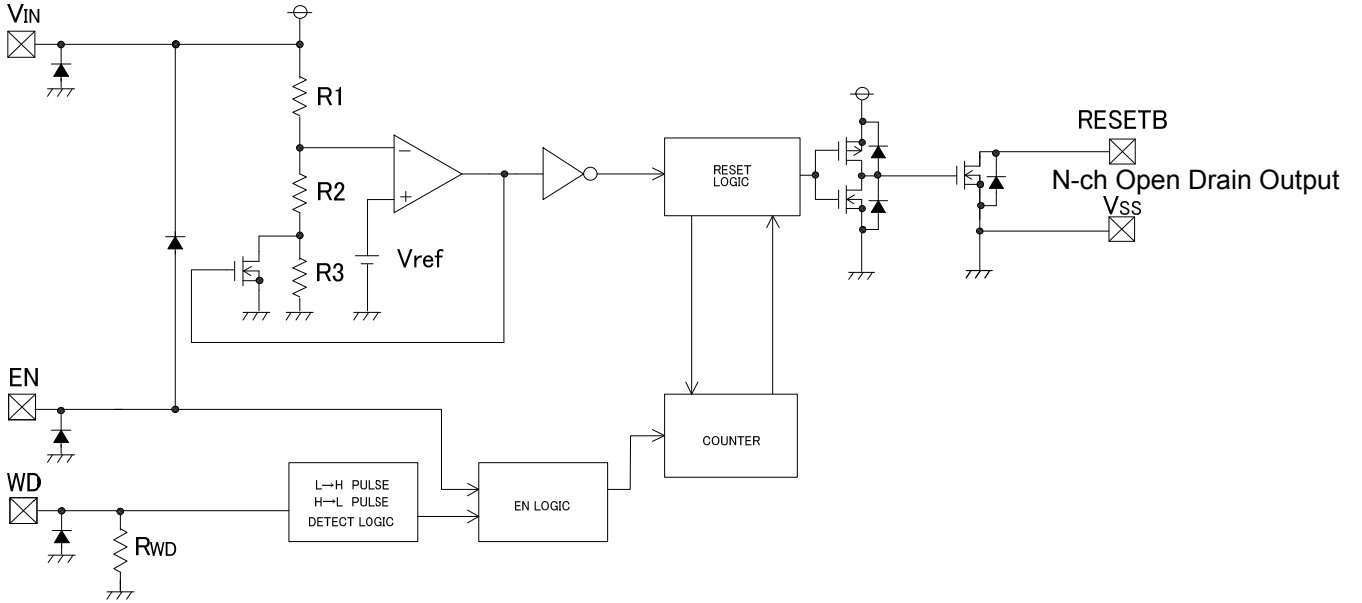 VIN
R1
R2
R3
Vref
RESET
LOGIC
RESETB
N-ch Open Drain Output
VSS
EN
COUNTER
WD
L→H PULSE
H→L PULSE
DETECT LOGIC
EN LOGIC
RWD